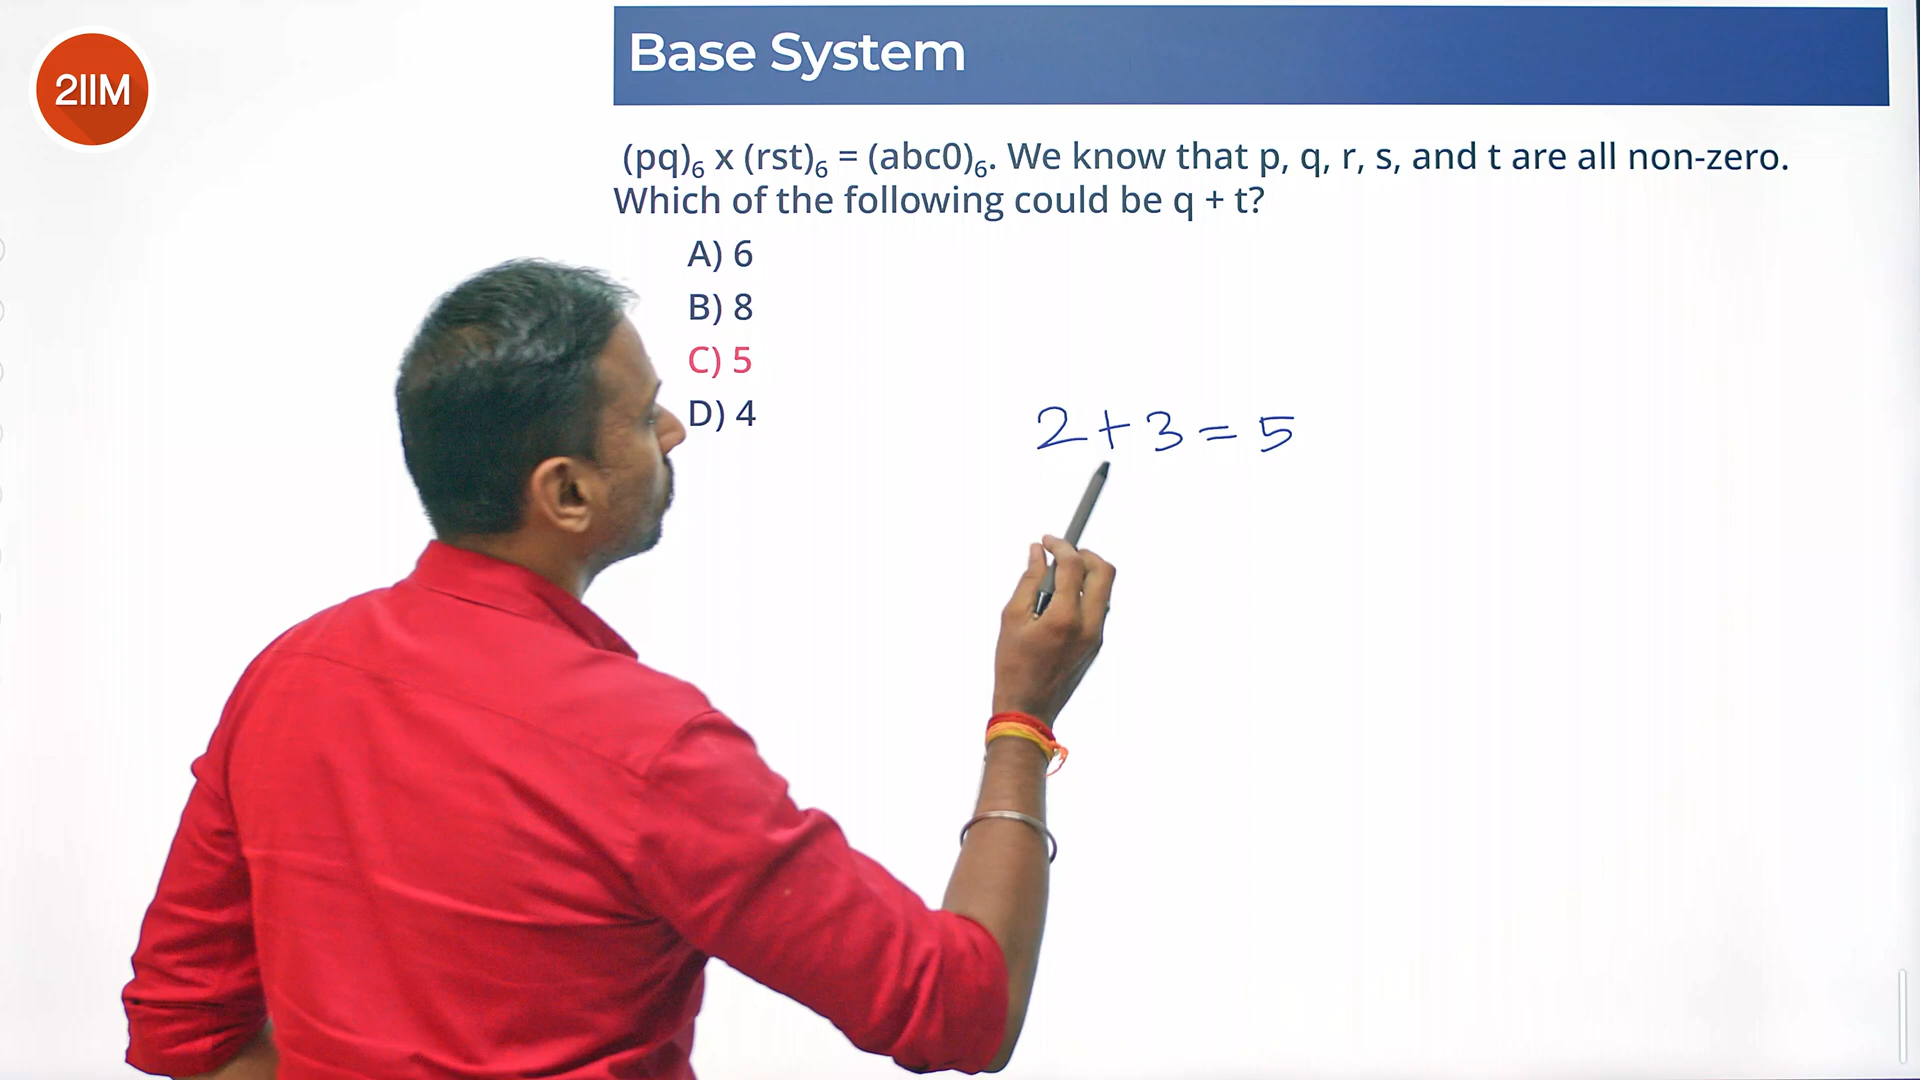 2IIM
Base System
(pq)₆ x (rst)₆ = (abc0)₆. We know that p, q, r, s, and t are all non-zero.
Which of the following could be q + t?
A) 6
B) 8
C) 5
D) 4
2 + 3 = 5